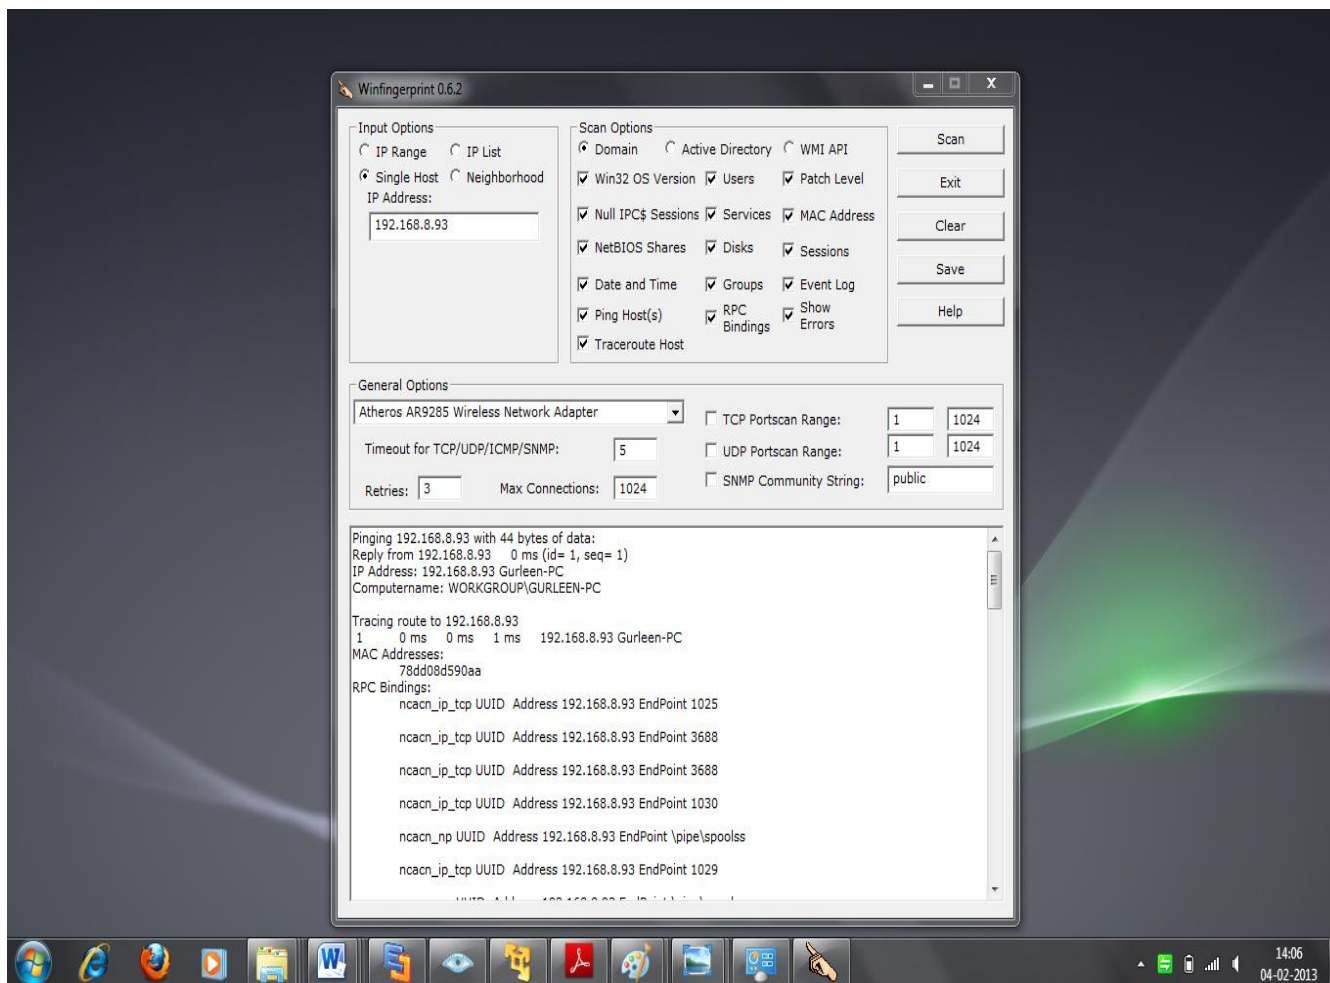 Winfingerprint 0.6.2
X
Input Options
IP Range IP List
Single Host Neighborhood
IP Address:
192.168.8.93
Scan Options
Domain Active Directory WMI API
Win32 OS Version Users Patch Level
Null IPC$ Sessions Services MAC Address
NetBIOS Shares Disks Sessions
Date and Time Groups Event Log
Ping Host(s) RPC Bindings Show Errors
Traceroute Host
Scan
Exit
Clear
Save
Help
General Options
Atheros AR9285 Wireless Network Adapter
Timeout for TCP/UDP/ICMP/SNMP: 5
Retries: 3 Max Connections: 1024
TCP Portscan Range: 1 1024
UDP Portscan Range: 1 1024
SNMP Community String: public
Pinging 192.168.8.93 with 44 bytes of data:
Reply from 192.168.8.93 0 ms (id= 1, seq= 1)
IP Address: 192.168.8.93 Gurleen-PC
Computername: WORKGROUP\GURLEEN-PC
Tracing route to 192.168.8.93
1 0 ms 0 ms 1 ms 192.168.8.93 Gurleen-PC
MAC Addresses:
78dd08d590aa
RPC Bindings:
ncacn_ip_tcp UUID Address 192.168.8.93 EndPoint 1025
ncacn_ip_tcp UUID Address 192.168.8.93 EndPoint 3688
ncacn_ip_tcp UUID Address 192.168.8.93 EndPoint 3688
ncacn_ip_tcp UUID Address 192.168.8.93 EndPoint 1030
ncacn_np UUID Address 192.168.8.93 EndPoint \pipe\spoolss
ncacn_ip_tcp UUID Address 192.168.8.93 EndPoint 1029
W
14:06
04-02-2013